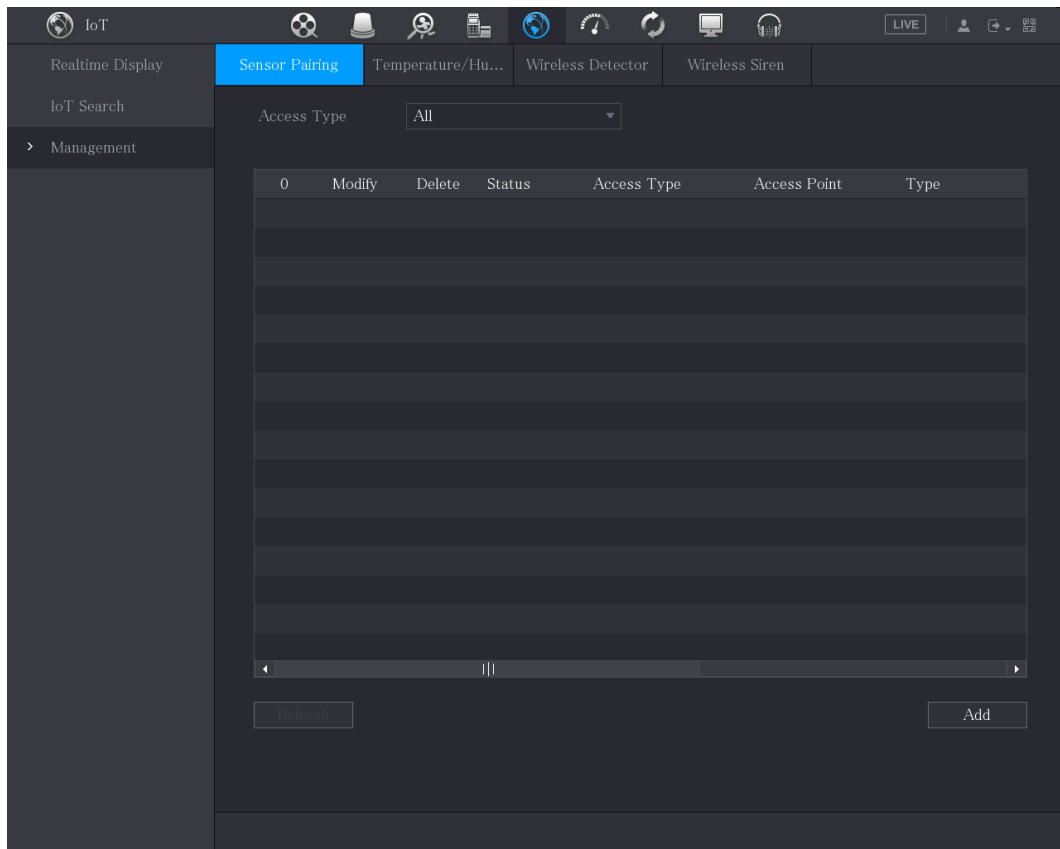 IoT
LIVE
Realtime Display
IoT Search
Management
Sensor Pairing
Temperature/Hu...
Wireless Detector
Wireless Siren
Access Type
All
0 Modify Delete Status Access Type Access Point Type
Refresh
Add